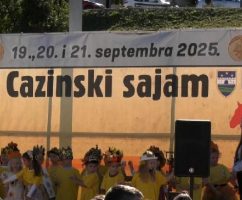 19.,20. i 21. septembra 2025.
Cazinski sajam